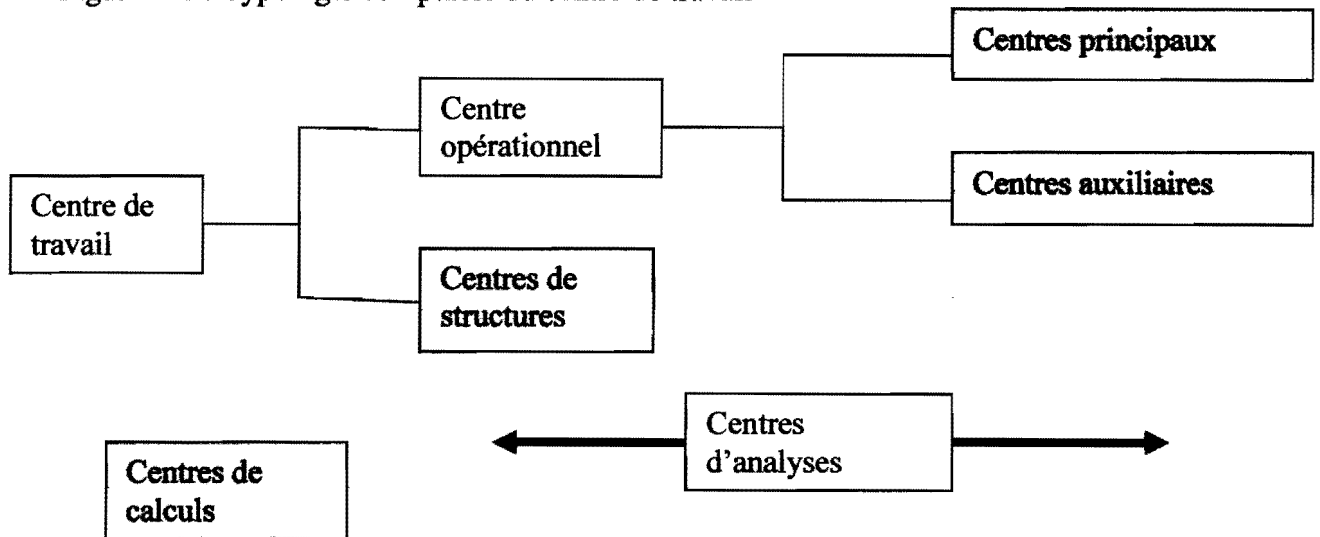 Centres principaux
Centre
opérationnel
Centres auxiliaires
Centre de
travail
Centres de
structures
Centres
d'analyses
Centres de
calculs